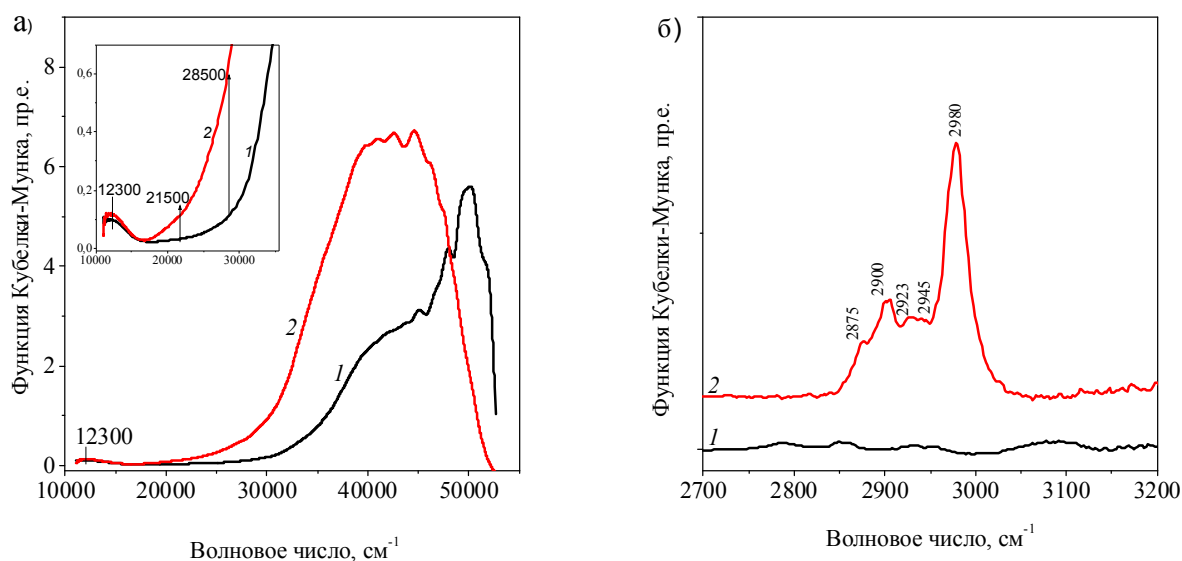 а)
Функция Кубелки-Мунка, пр.е.
8
6
4
2
0
10000 20000 30000 40000 50000
Волновое число, см-1
12300
1
2
0,6
0,4
0,2
0,0
10000 20000 30000
12300
21500
28500
2
1
б)
Функция Кубелки-Мунка, пр.е.
2875
2900
2923
2945
2980
2
1
2700 2800 2900 3000 3100 3200
Волновое число, см-1